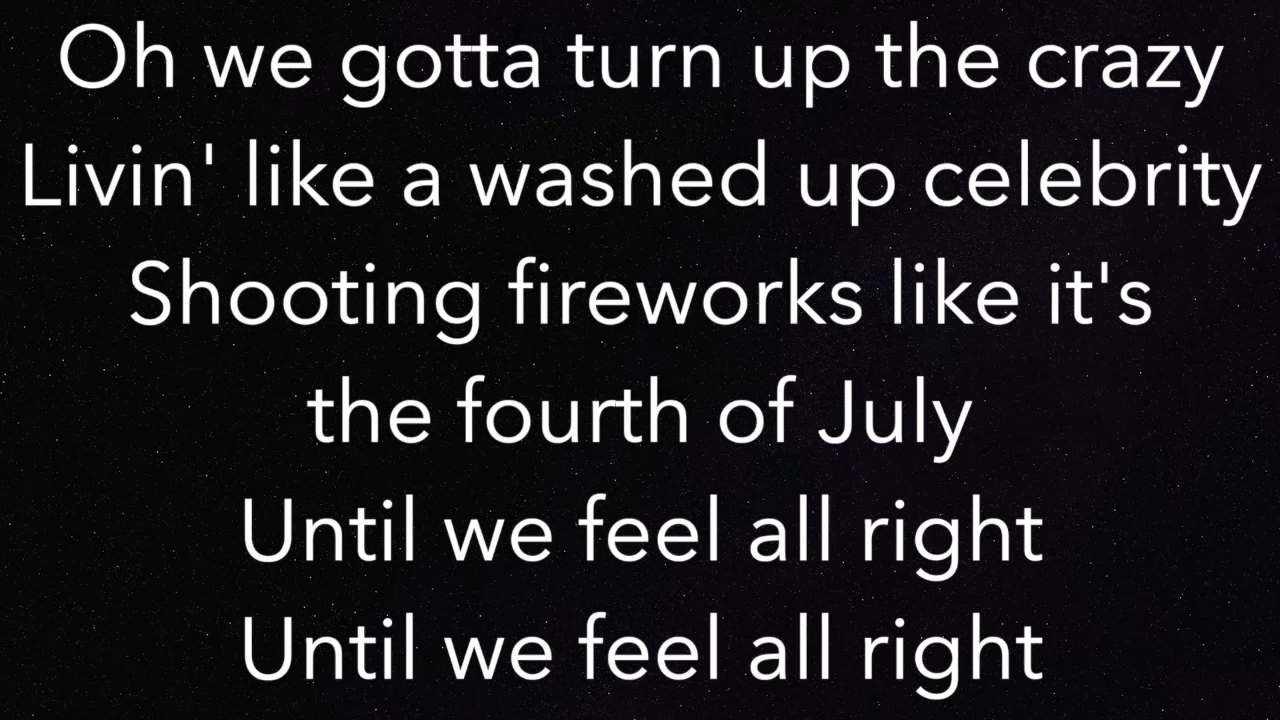 Oh we gotta turn up the crazy
Livin' like a washed up celebrity
Shooting fireworks like it's
the fourth of July
Until we feel all right
Until we feel all right